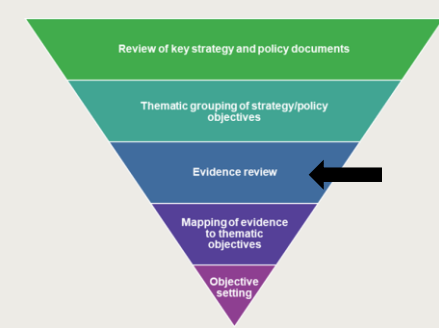 Review of key strategy and policy documents
Thematic grouping of strategy/policy
objectives
Evidence review
Mapping of evidence
to thematic
objectives
Objective
setting